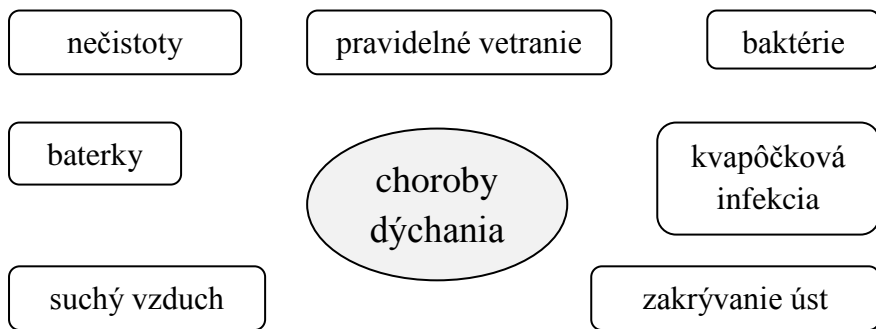 nečistoty
pravidelné vetranie
baktérie
baterky
choroby
dýchania
kvapôčková
infekcia
suchý vzduch
zakrývanie úst